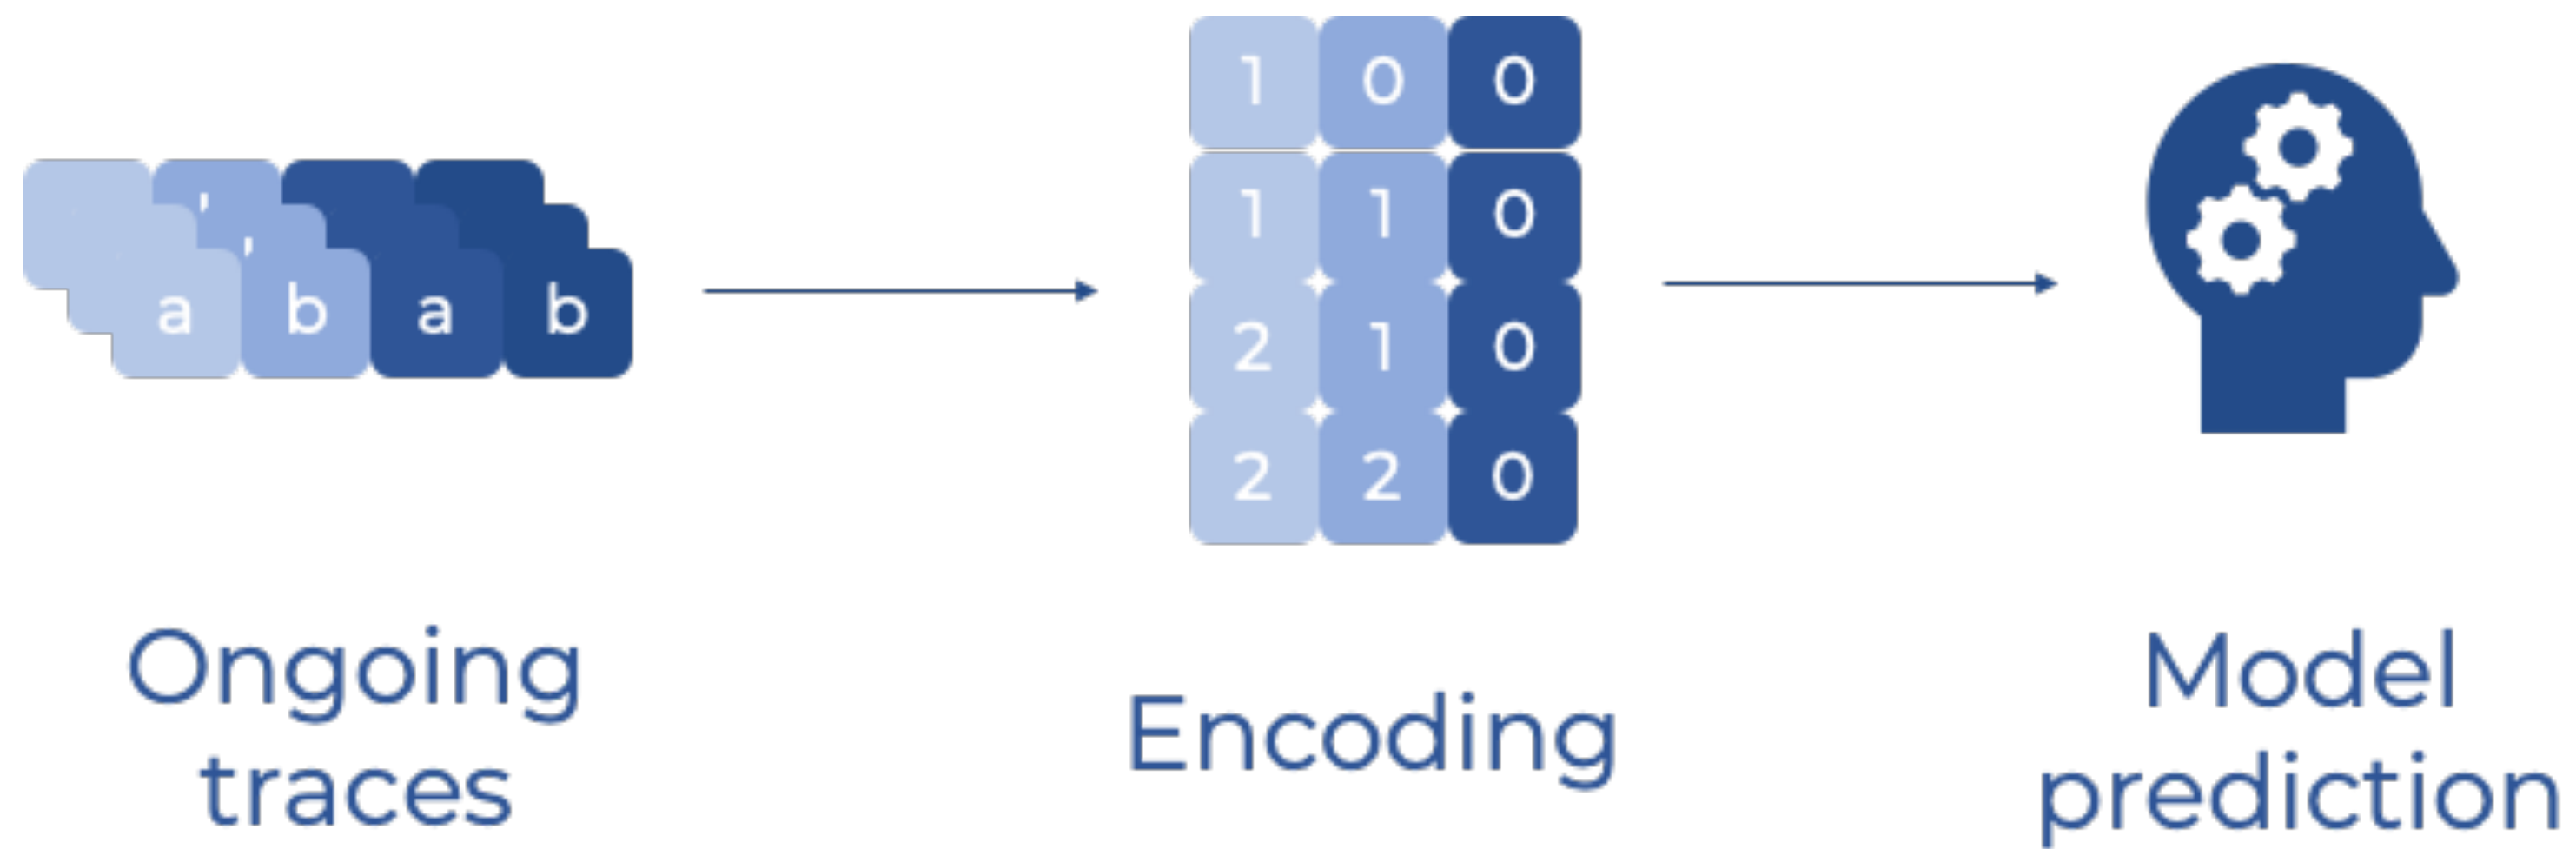 a b a b
1 0 0
1 1 0
2 1 0
2 2 0
Ongoing
traces
Encoding
Model
prediction